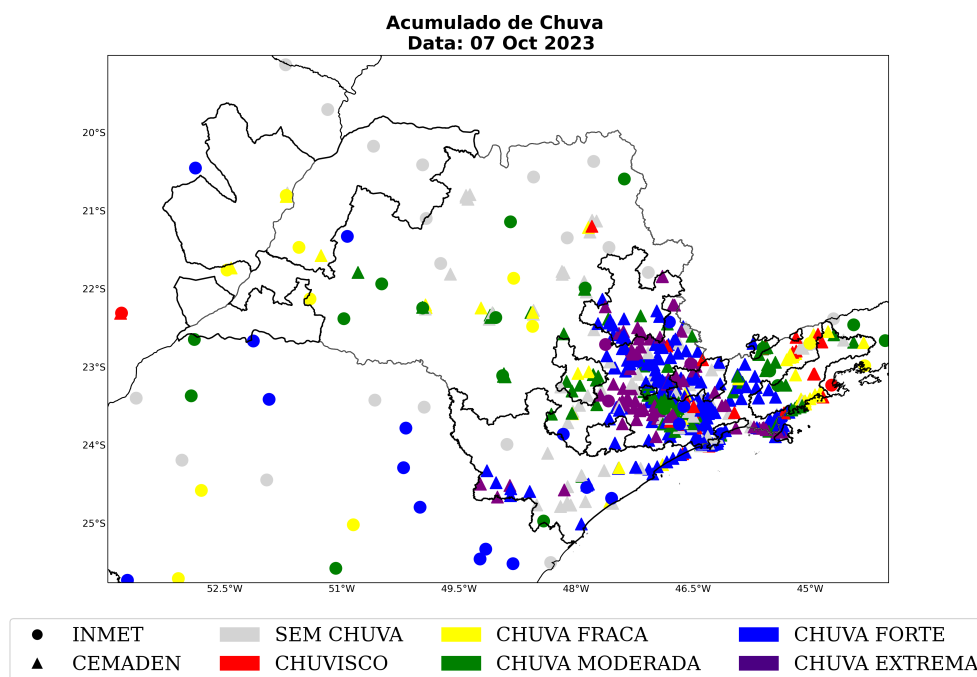 Acumulado de Chuva
Data: 07 Oct 2023
20°S
21°S
22°S
23°S
24°S
25°S
52.5°W 51°W 49.5°W 48°W 46.5°W 45°W
INMET SEM CHUVA CHUVA FRACA CHUVA FORTE
CEMADEN CHUVISCO CHUVA MODERADA CHUVA EXTREMA